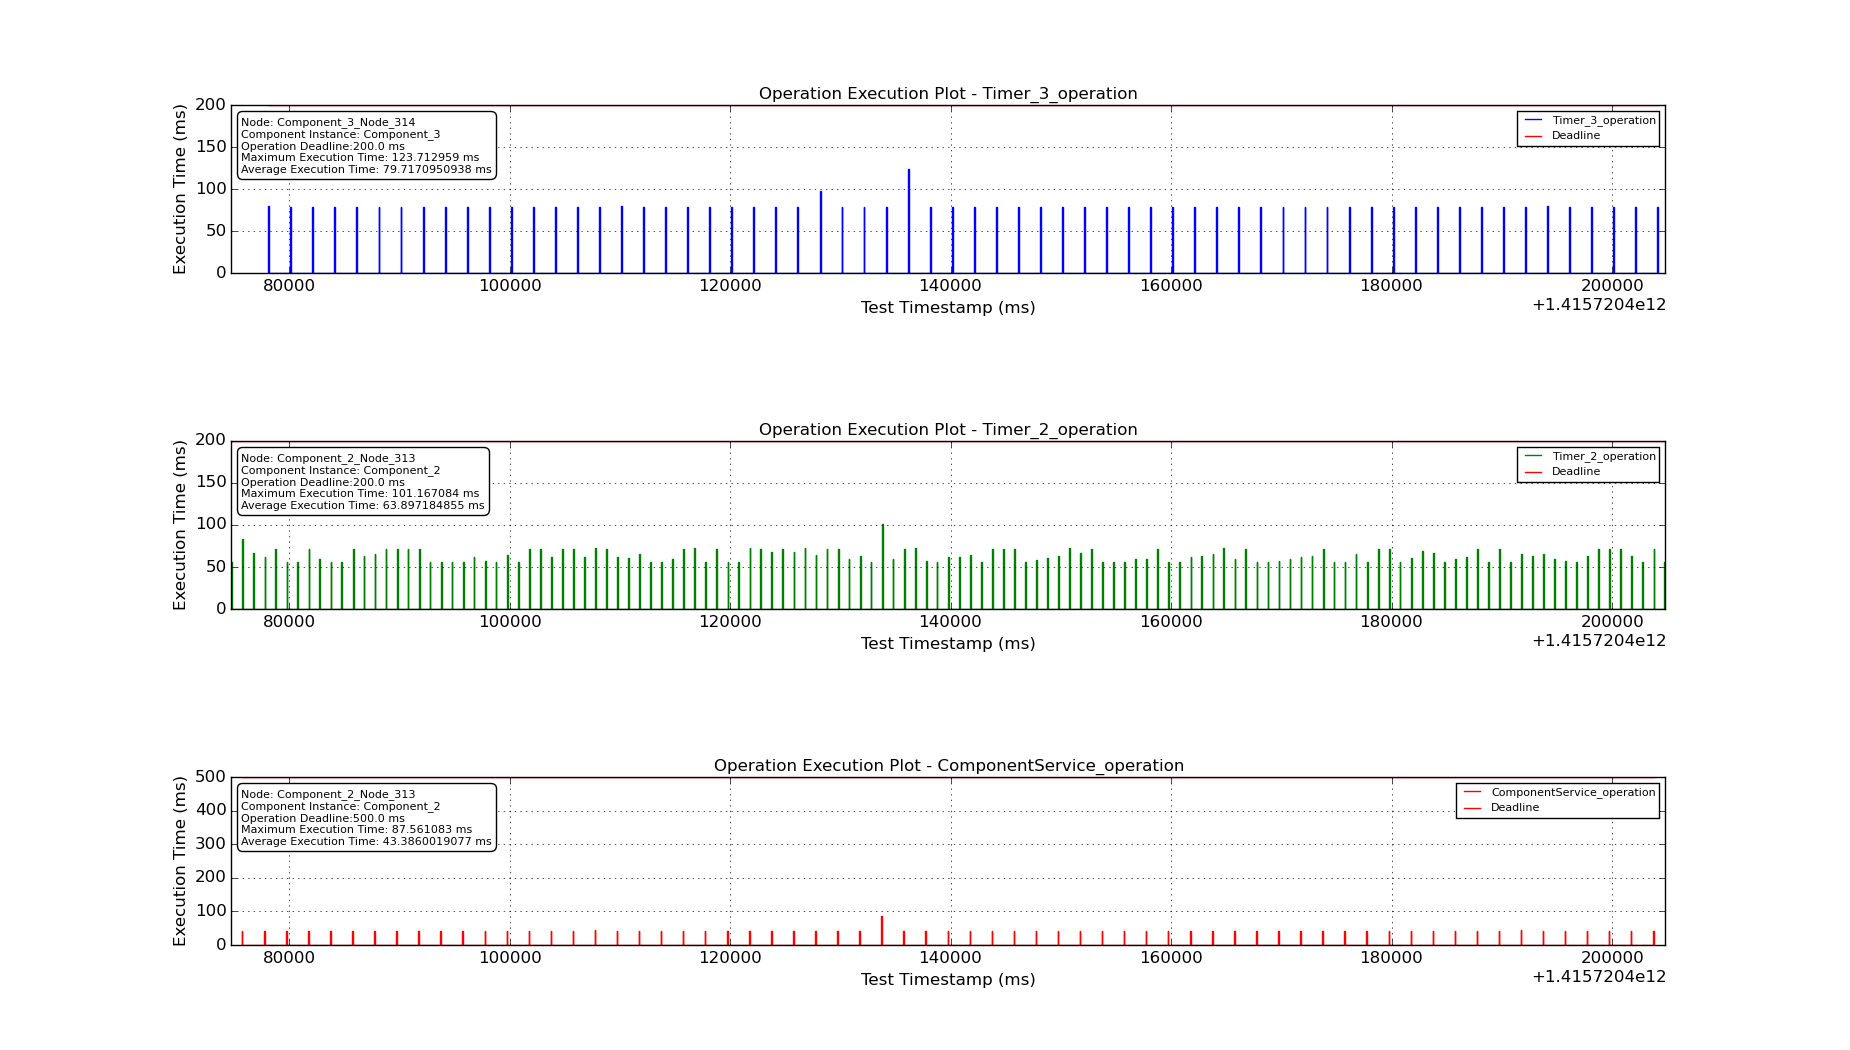 Operation Execution Plot - Timer_3_operation
Execution Time (ms)
200
150
100
50
0
Node: Component_3_Node_314
Component Instance: Component_3
Operation Deadline:200.0 ms
Maximum Execution Time: 123.712959 ms
Average Execution Time: 79.7170950938 ms
Timer_3_operation
Deadline
80000 100000 120000 140000 160000 180000 200000
Test Timestamp (ms)
+1.4157204e12
Operation Execution Plot - Timer_2_operation
Execution Time (ms)
200
150
100
50
0
Node: Component_2_Node_313
Component Instance: Component_2
Operation Deadline:200.0 ms
Maximum Execution Time: 101.167084 ms
Average Execution Time: 63.897184855 ms
Timer_2_operation
Deadline
80000 100000 120000 140000 160000 180000 200000
Test Timestamp (ms)
+1.4157204e12
Operation Execution Plot - ComponentService_operation
Execution Time (ms)
500
400
300
200
100
0
Node: Component_2_Node_313
Component Instance: Component_2
Operation Deadline:500.0 ms
Maximum Execution Time: 87.561083 ms
Average Execution Time: 43.3860019077 ms
ComponentService_operation
Deadline
80000 100000 120000 140000 160000 180000 200000
Test Timestamp (ms)
+1.4157204e12